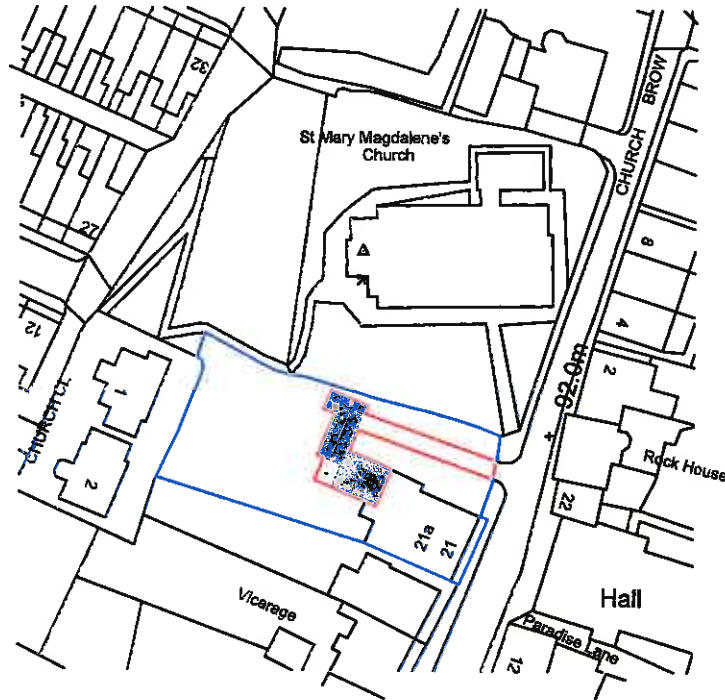 32
CHURCH BROW
St Mary Magdalene's
Church
27
8
12
4
92.0m
2
1
CHURCH CL
2
Rock House
22
21a
21
Vicarage
Hall
Paradise Lane
12